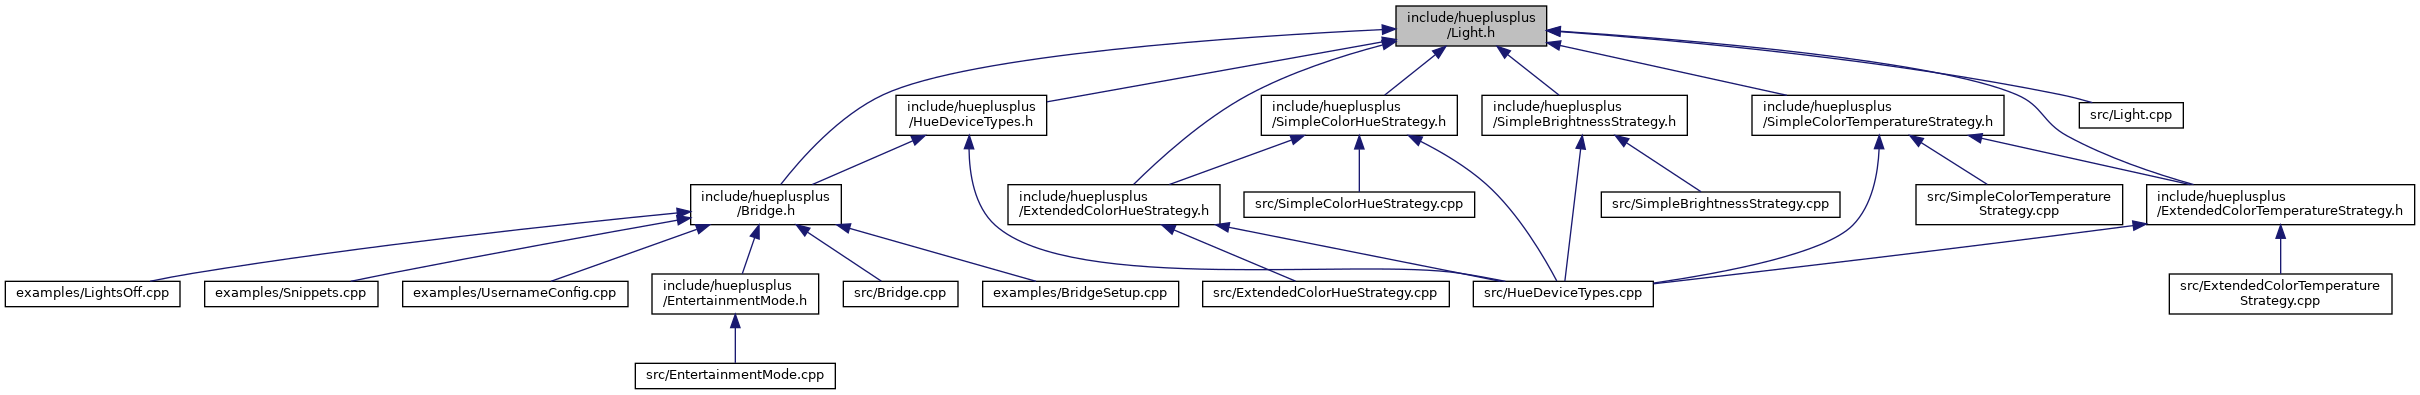 include/hueplusplus
/Light.h
include/hueplusplus
/HueDeviceTypes.h
include/hueplusplus
/SimpleColorHueStrategy.h
include/hueplusplus
/SimpleBrightnessStrategy.h
include/hueplusplus
/SimpleColorTemperatureStrategy.h
src/Light.cpp
include/hueplusplus
/Bridge.h
include/hueplusplus
/ExtendedColorHueStrategy.h
src/SimpleColorHueStrategy.cpp
src/SimpleBrightnessStrategy.cpp
src/SimpleColorTemperature
Strategy.cpp
include/hueplusplus
/ExtendedColorTemperatureStrategy.h
examples/LightsOff.cpp
examples/Snippets.cpp
examples/UsernameConfig.cpp
include/hueplusplus
/EntertainmentMode.h
src/Bridge.cpp
examples/BridgeSetup.cpp
src/ExtendedColorHueStrategy.cpp
src/HueDeviceTypes.cpp
src/ExtendedColorTemperature
Strategy.cpp
src/EntertainmentMode.cpp